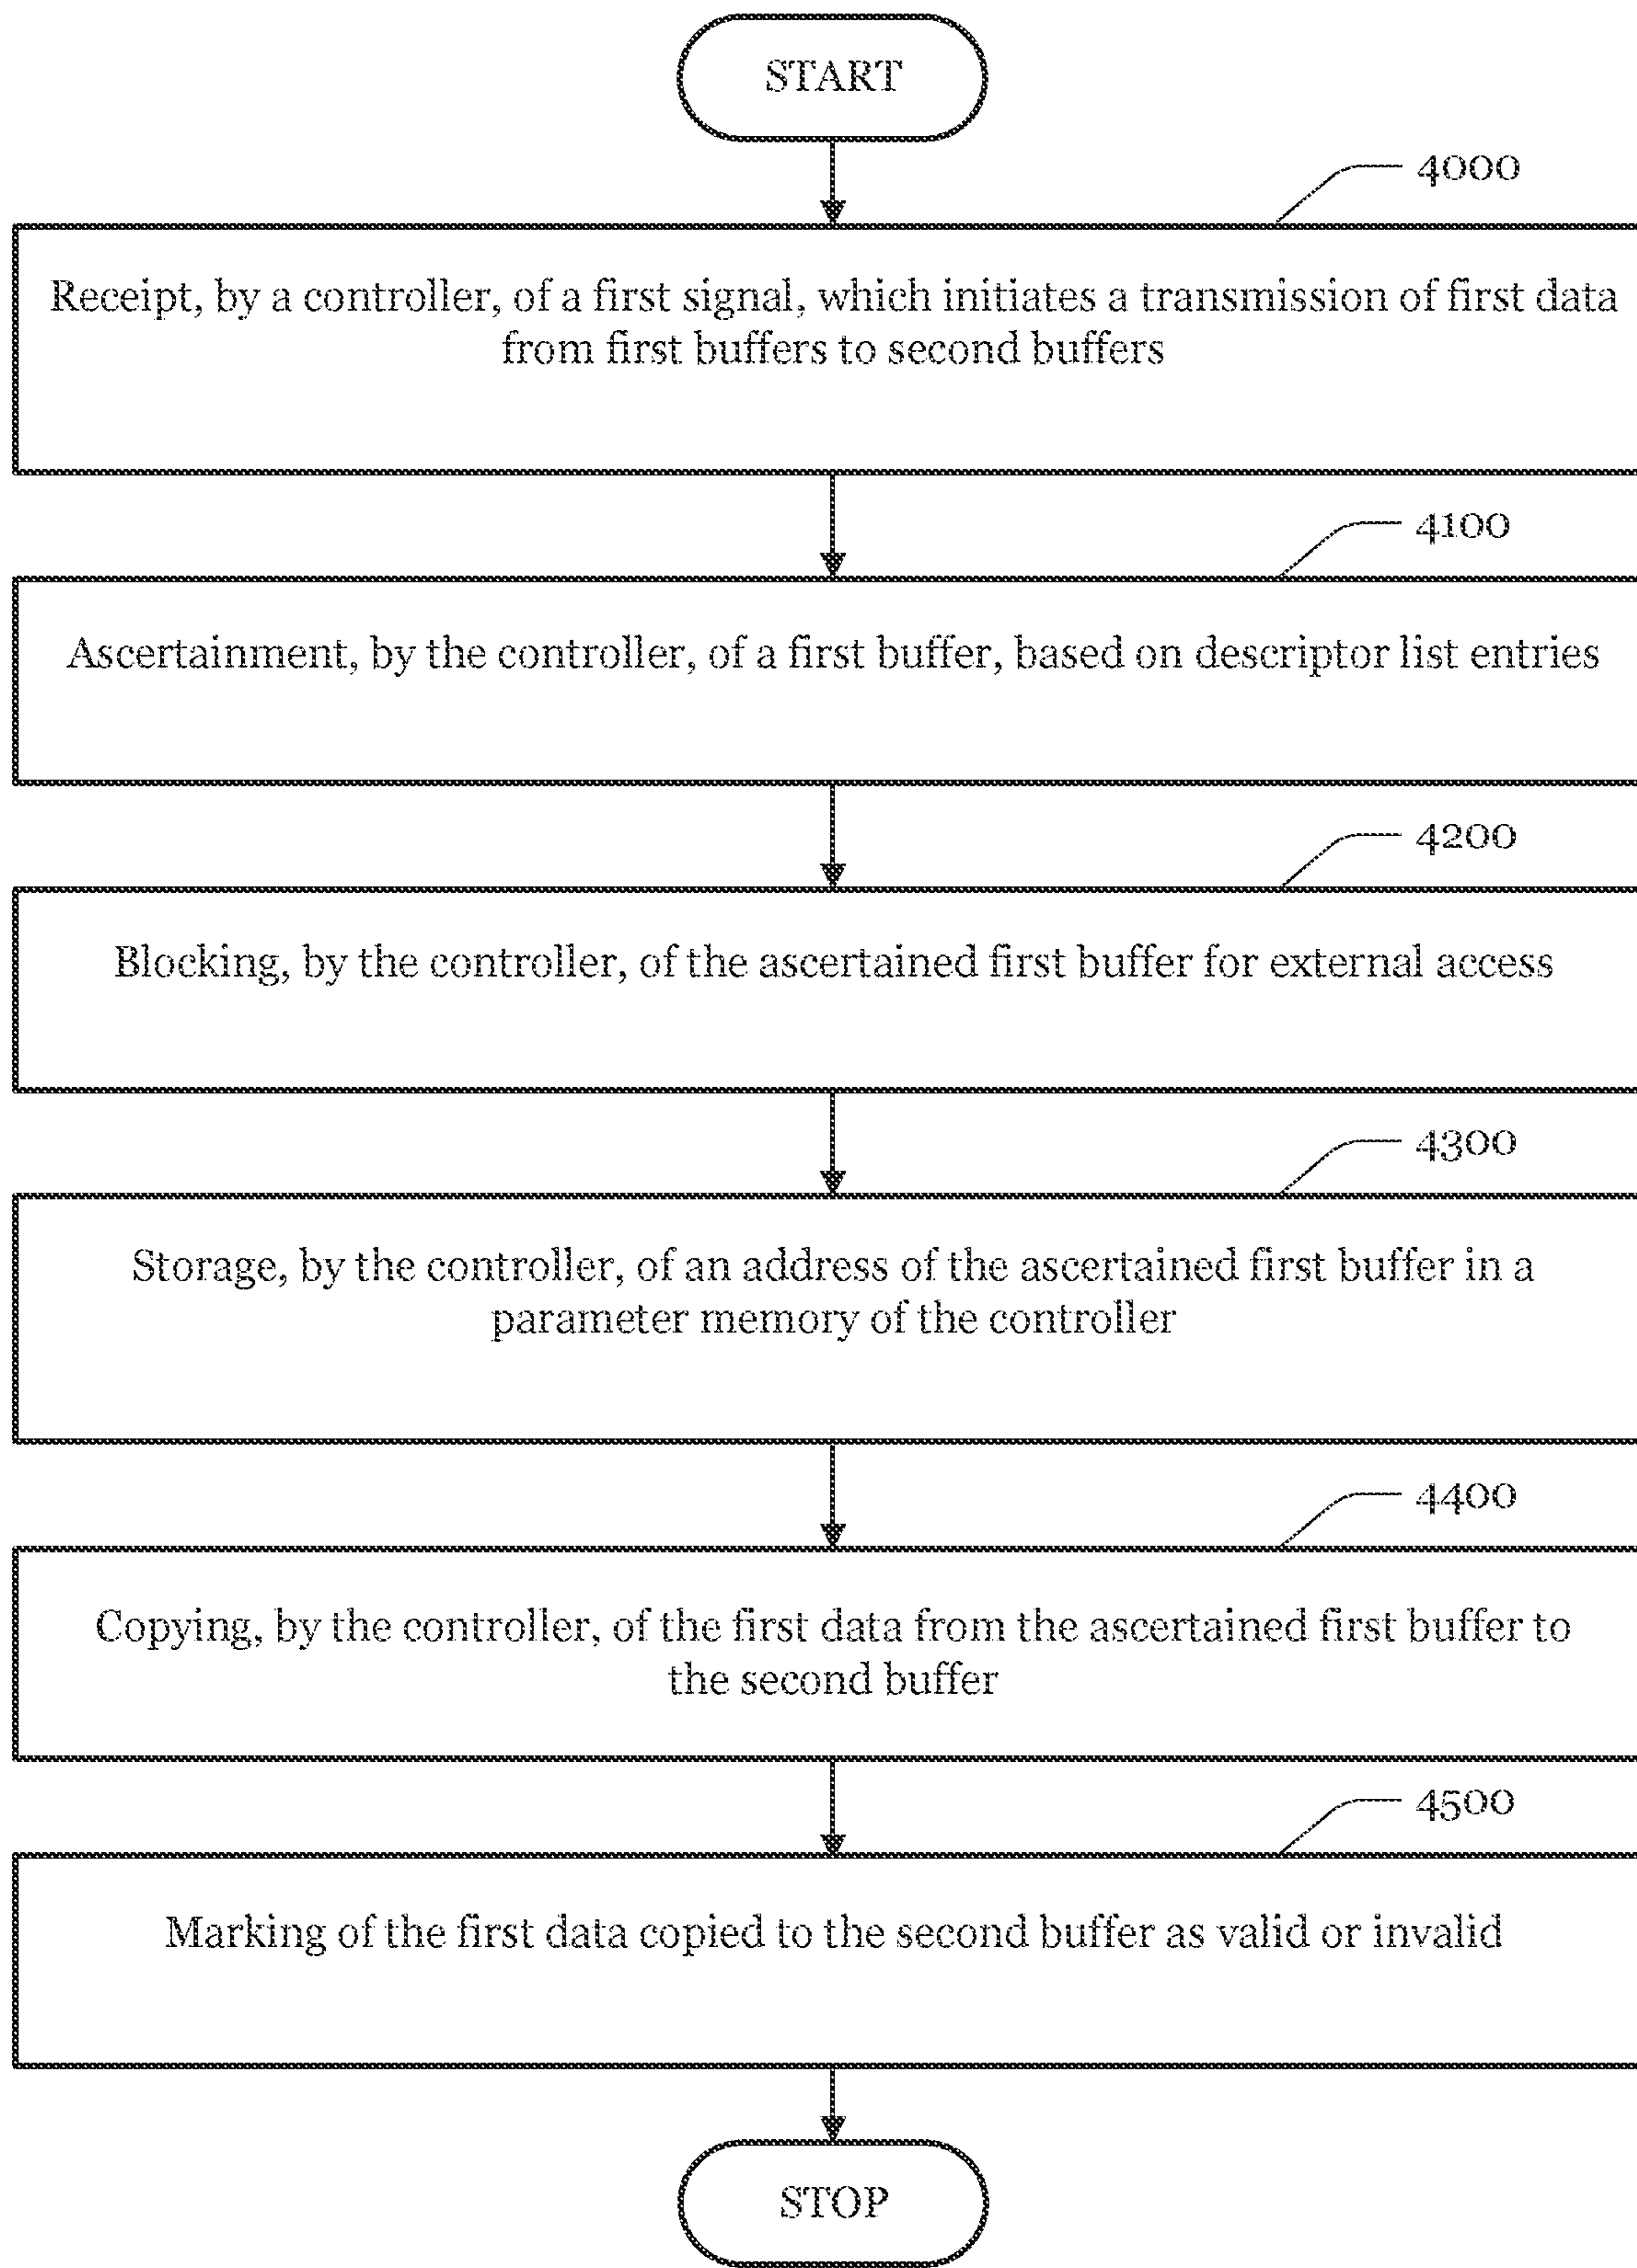 START
4000
Receipt, by a controller, of a first signal, which initiates a transmission of first data
from first buffers to second buffers
4100
Ascertainment, by the controller, of a first buffer, based on descriptor list entries
4200
Blocking, by the controller, of the ascertained first buffer for external access
4300
Storage, by the controller, of an address of the ascertained first buffer in a
parameter memory of the controller
4400
Copying, by the controller, of the first data from the ascertained first buffer to
the second buffer
4500
Marking of the first data copied to the second buffer as valid or invalid
STOP